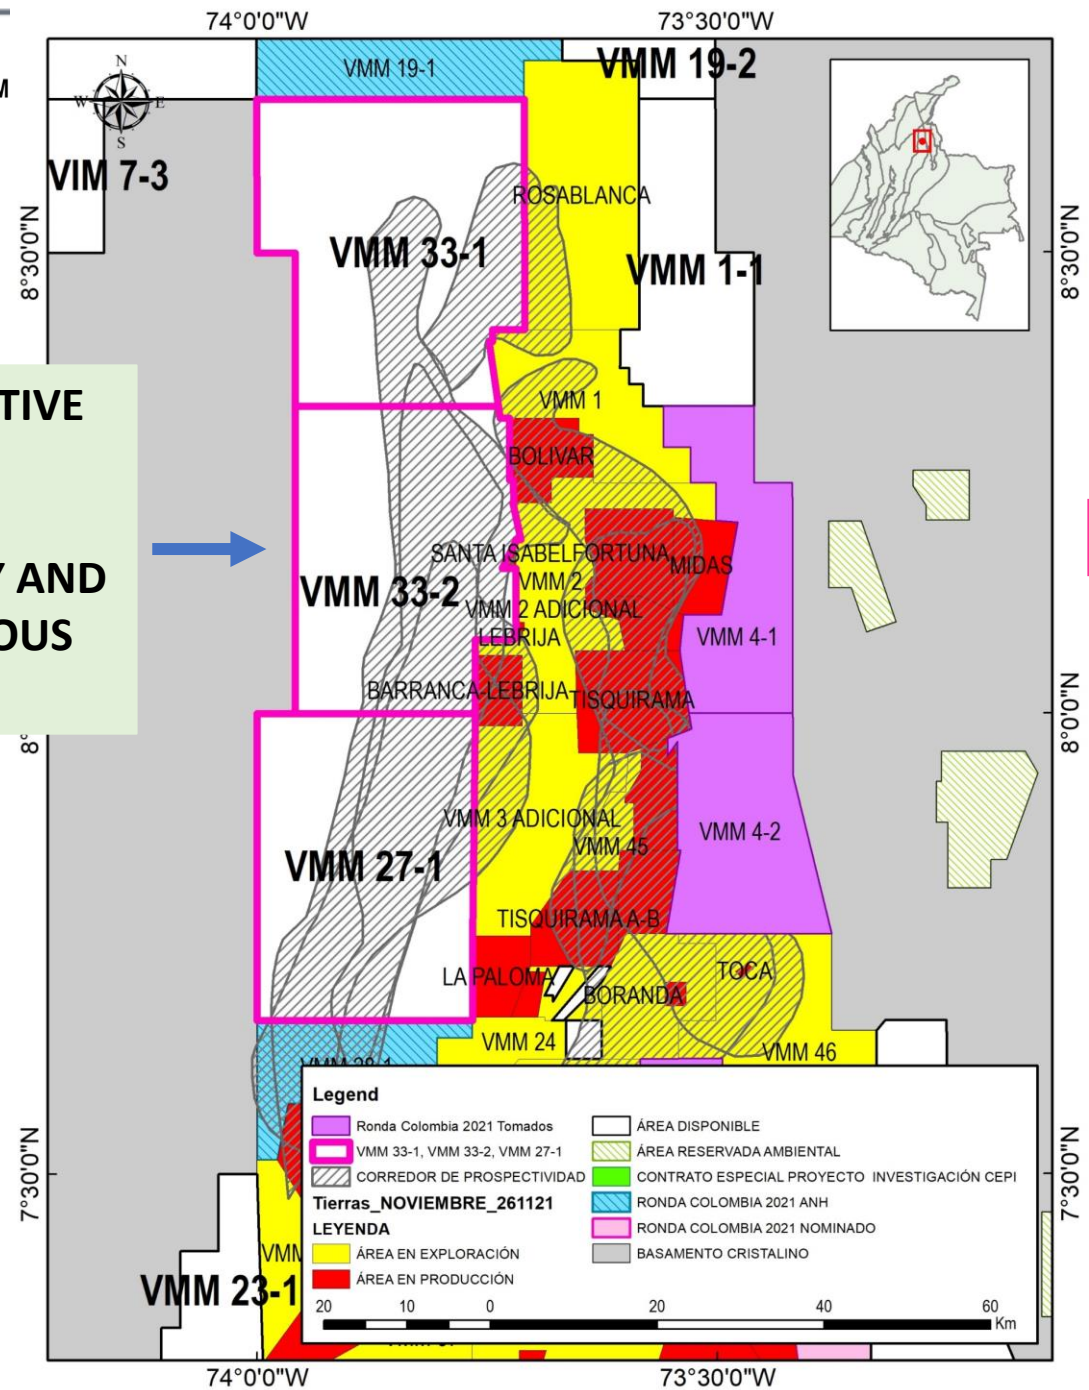 74°0'0"W
73°30'0"W
M
N
W
E
S
VMM 19-1
VMM 19-2
VIM 7-3
ROSABLANCA
8°30'0"N
VMM 33-1
VMM 1-1
8°30'0"N
TIVE
VMM 1
BOLIVAR
SANTA ISABEL
FORTUNA
MIDAS
Y AND
VMM 33-2
VMM 2
VMM 2 ADICIONAL
OUS
LEBRIJA
VMM 4-1
BARRANCA-LEBRIJA
TISQUIRAMA
8°
8°0'0"N
VMM 3 ADICIONAL
VMM 45
VMM 4-2
VMM 27-1
TISQUIRAMA A-B
LA PALOMA
TOCA
BORANDA
VMM 24
VMM 46
7°30'0"N
7°30'0"N
VMM
VMM 23-1
Legend
Ronda Colombia 2021 Tomados
VMM 33-1, VMM 33-2, VMM 27-1
CORREDOR DE PROSPECTIVIDAD
Tierras_NOVIEMBRE_261121
LEYENDA
ÁREA EN EXPLORACIÓN
ÁREA EN PRODUCCIÓN
ÁREA DISPONIBLE
ÁREA RESERVADA AMBIENTAL
CONTRATO ESPECIAL PROYECTO INVESTIGACIÓN CEPI
RONDA COLOMBIA 2021 ANH
RONDA COLOMBIA 2021 NOMINADO
BASAMENTO CRISTALINO
20 10 0 20 40 60
Km
74°0'0"W
73°30'0"W